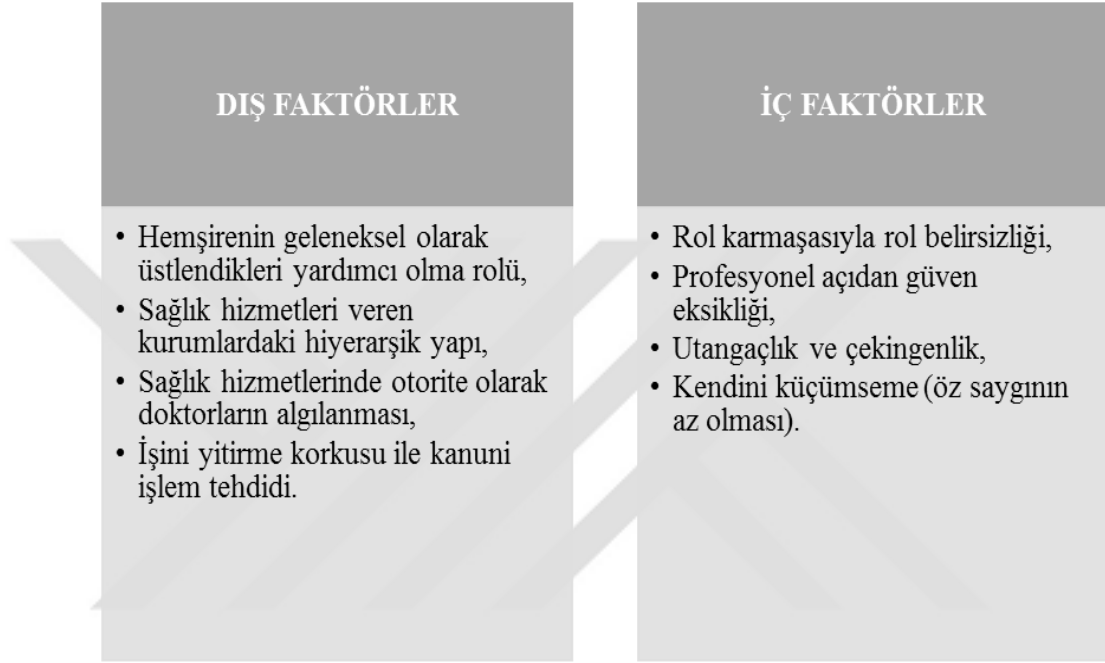 DIŞ FAKTÖRLER
• Hemşirenin geleneksel olarak
üstlendikleri yardımcı olma rolü,
• Sağlık hizmetleri veren
kurumlardaki hiyerarşik yapı,
• Sağlık hizmetlerinde otorite olarak
doktorların algılanması,
• İşini yitirme korkusu ile kanuni
işlem tehdidi.
İÇ FAKTÖRLER
• Rol karmaşasıyla rol belirsizliği,
• Profesyonel açıdan güven
eksikliği,
• Utangaçlık ve çekingenlik,
• Kendini küçümseme (öz saygının
az olması).